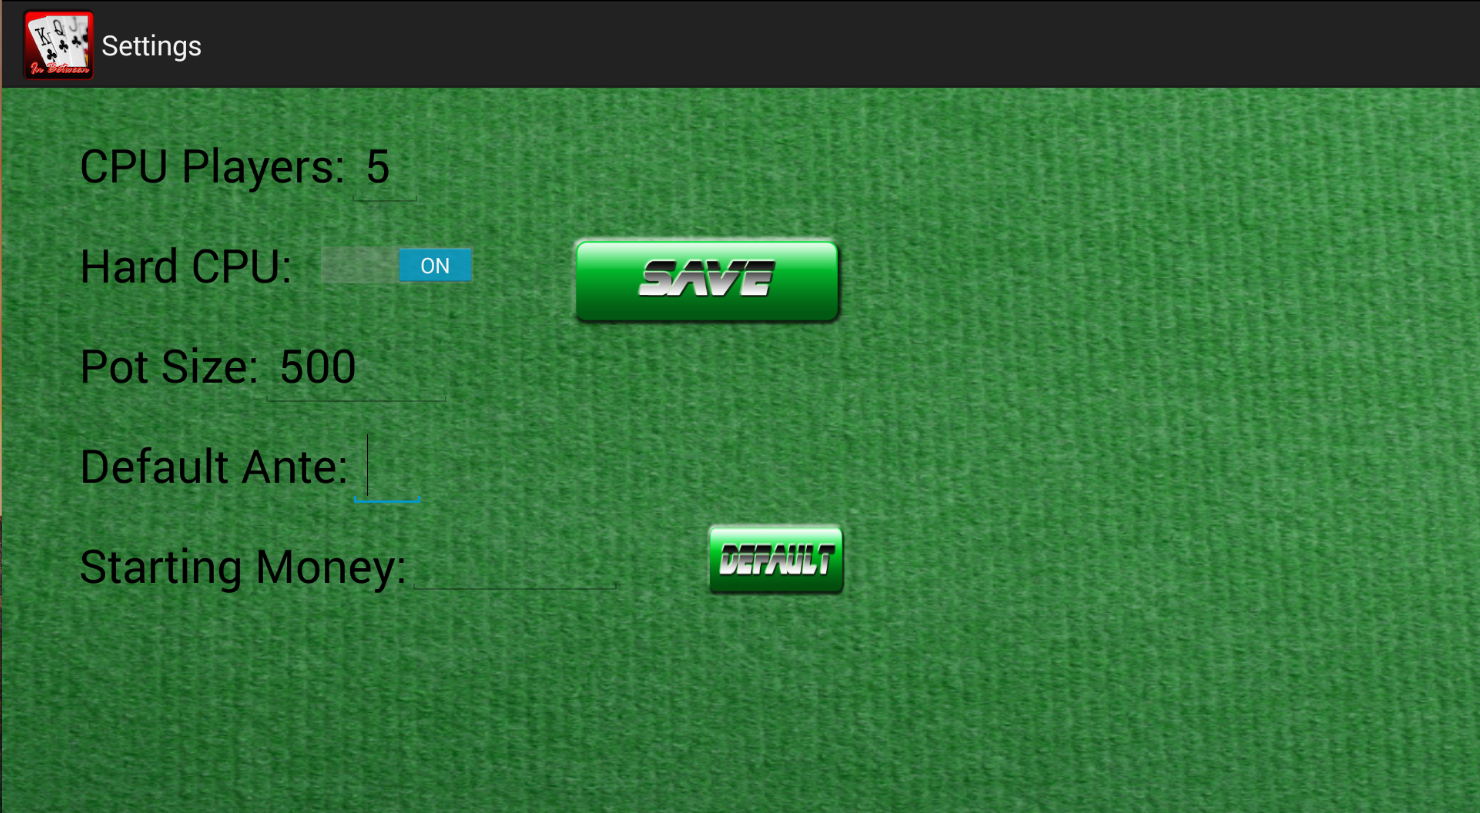 K Q J
In Between
Settings
CPU Players: 5
Hard CPU: ON
SAVE
Pot Size: 500
Default Ante:
Starting Money:
DEFAULT